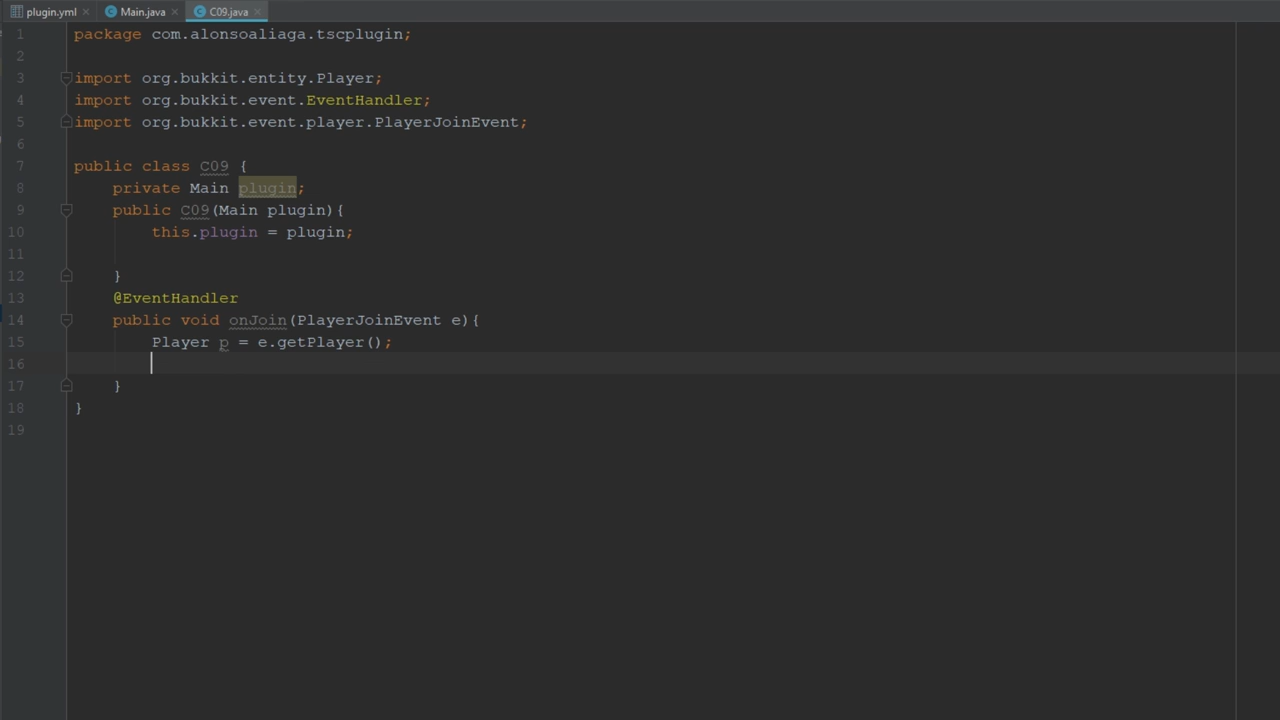 plugin.yml Main.java C09.java
1 package com.alonsoaliaga.tscplugin;
2
3 import org.bukkit.entity.Player;
4 import org.bukkit.event.EventHandler;
5 import org.bukkit.event.player.PlayerJoinEvent;
6
7 public class C09 {
8 private Main plugin;
9 public C09(Main plugin){
10 this.plugin = plugin;
11
12 }
13 @EventHandler
14 public void onJoin(PlayerJoinEvent e){
15 Player p = e.getPlayer();
16
17 }
18 }
19